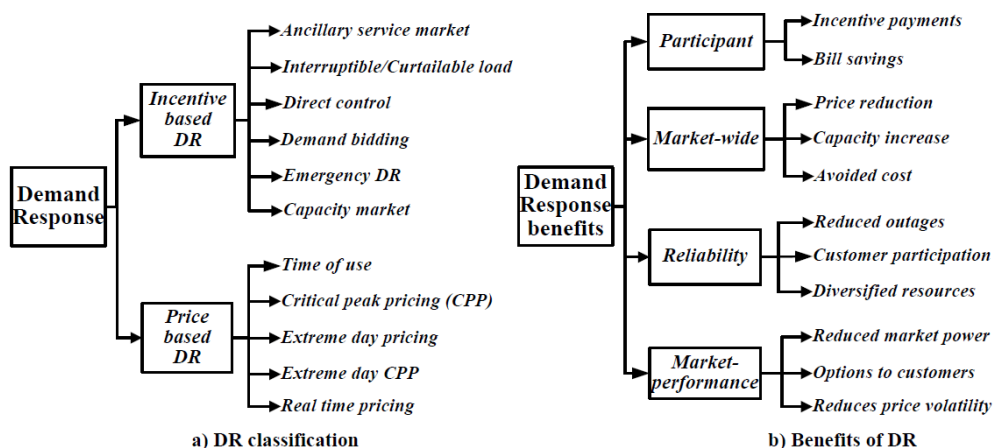 Demand
Response
Incentive
based
DR
Ancillary service market
Interruptible/Curtailable load
Direct control
Demand bidding
Emergency DR
Capacity market
Price
based
DR
Time of use
Critical peak pricing (CPP)
Extreme day pricing
Extreme day CPP
Real time pricing
a) DR classification
Demand
Response
benefits
Participant
Incentive payments
Bill savings
Market-wide
Price reduction
Capacity increase
Avoided cost
Reliability
Reduced outages
Customer participation
Diversified resources
Market-
performance
Reduced market power
Options to customers
Reduces price volatility
b) Benefits of DR